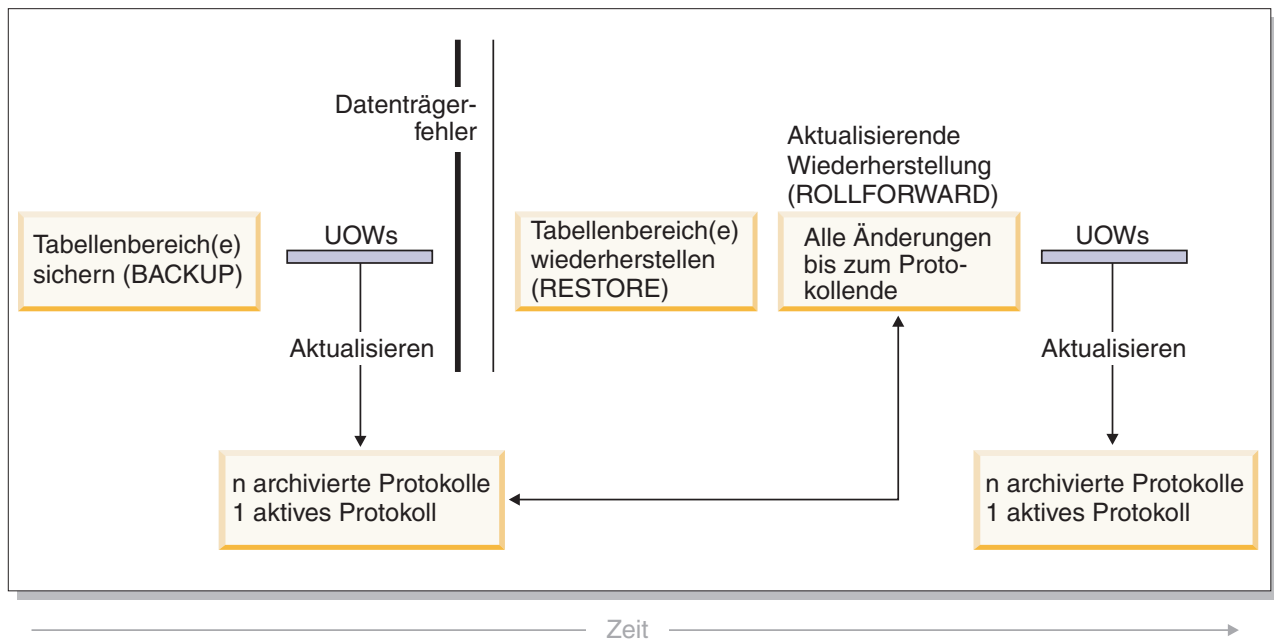 Datenträger-
fehler
Aktualisierende
Wiederherstellung
(ROLLFORWARD)
Tabellenbereich(e)
sichern (BACKUP)
UOWs
Tabellenbereich(e)
wiederherstellen
(RESTORE)
Alle Änderungen
bis zum Proto-
kollende
UOWs
Aktualisieren
Aktualisieren
n archivierte Protokolle
1 aktives Protokoll
n archivierte Protokolle
1 aktives Protokoll
Zeit